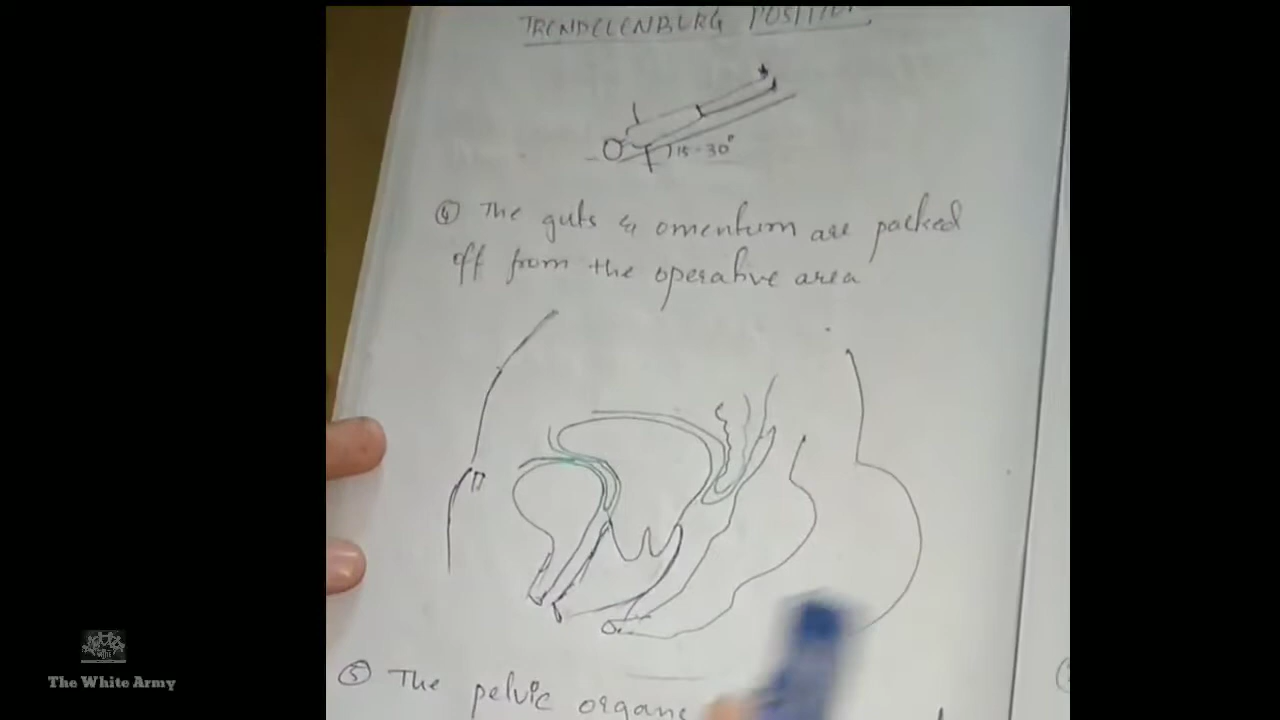 TRENDELENBURG POSITION
15-30°
④ The guts & omentum are packed
off from the operative area
⑤ The pelvic organs
The White Army